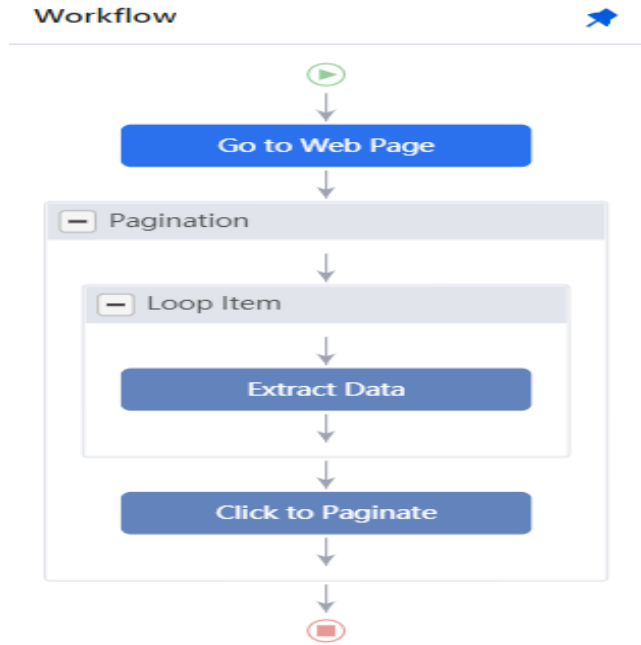 Workflow
Go to Web Page
Pagination
Loop Item
Extract Data
Click to Paginate